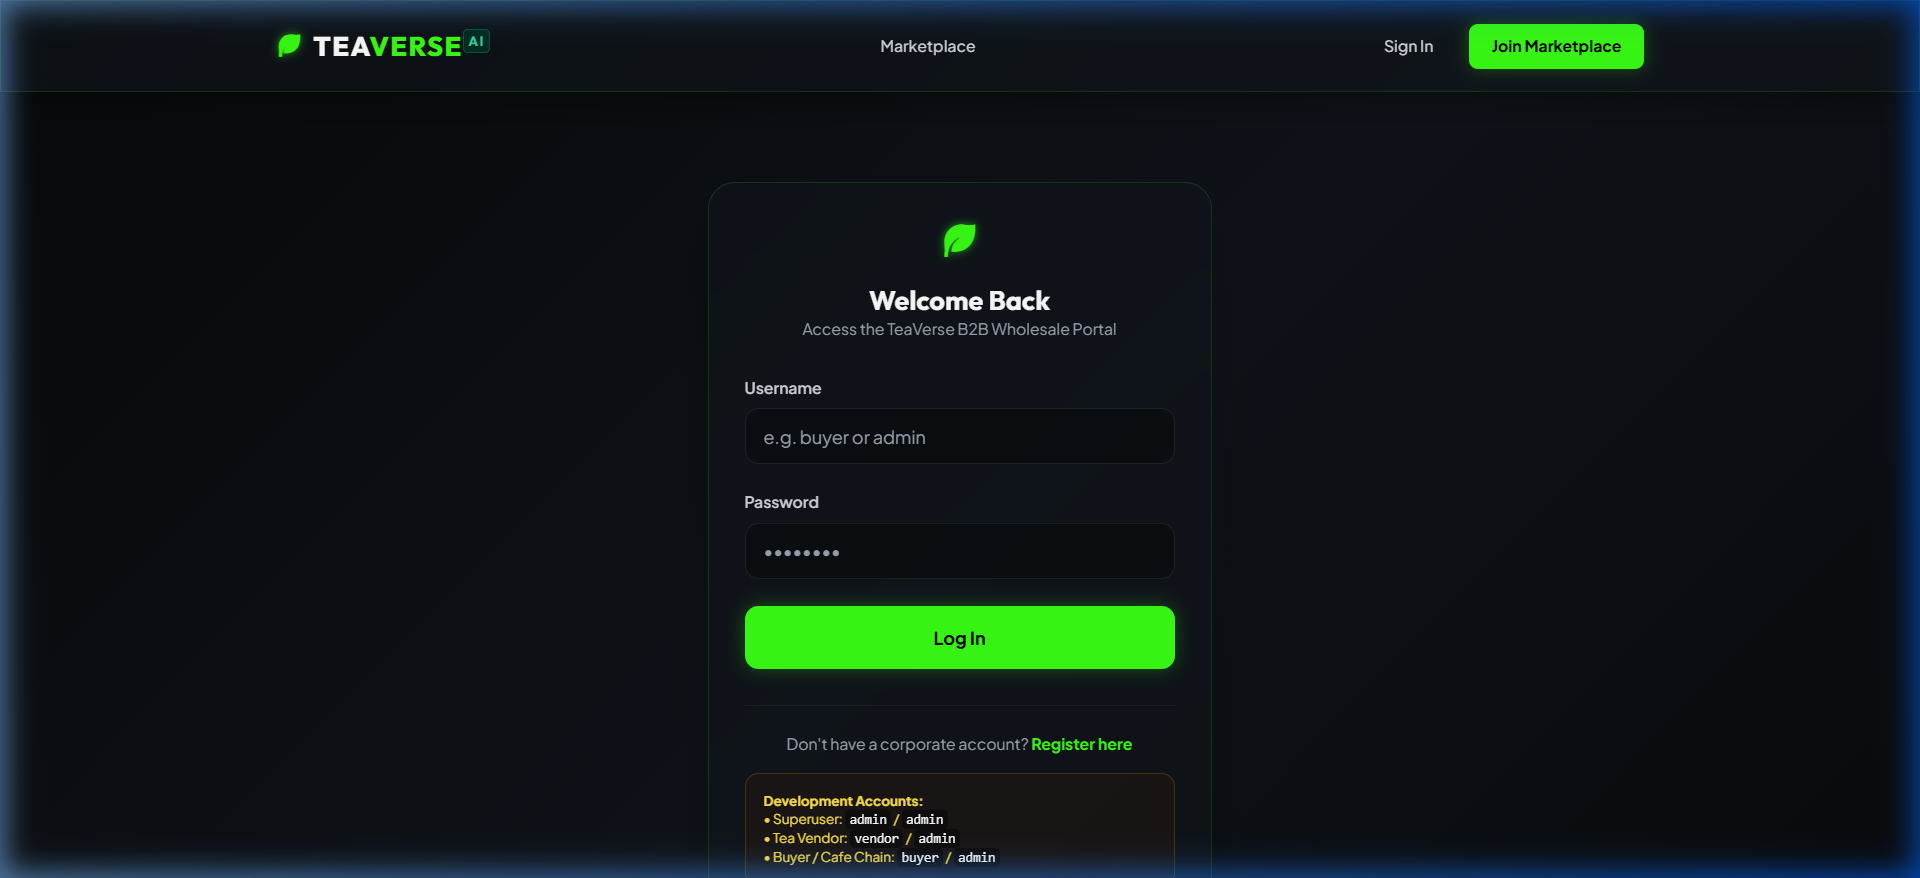 TEAVERSE AI
Marketplace
Sign In
Join Marketplace
Welcome Back
Access the TeaVerse B2B Wholesale Portal
Username
e.g. buyer or admin
Password
••••••••
Log In
Don't have a corporate account? Register here
Development Accounts:
• Superuser: admin / admin
• Tea Vendor: vendor / admin
• Buyer / Cafe Chain: buyer / admin